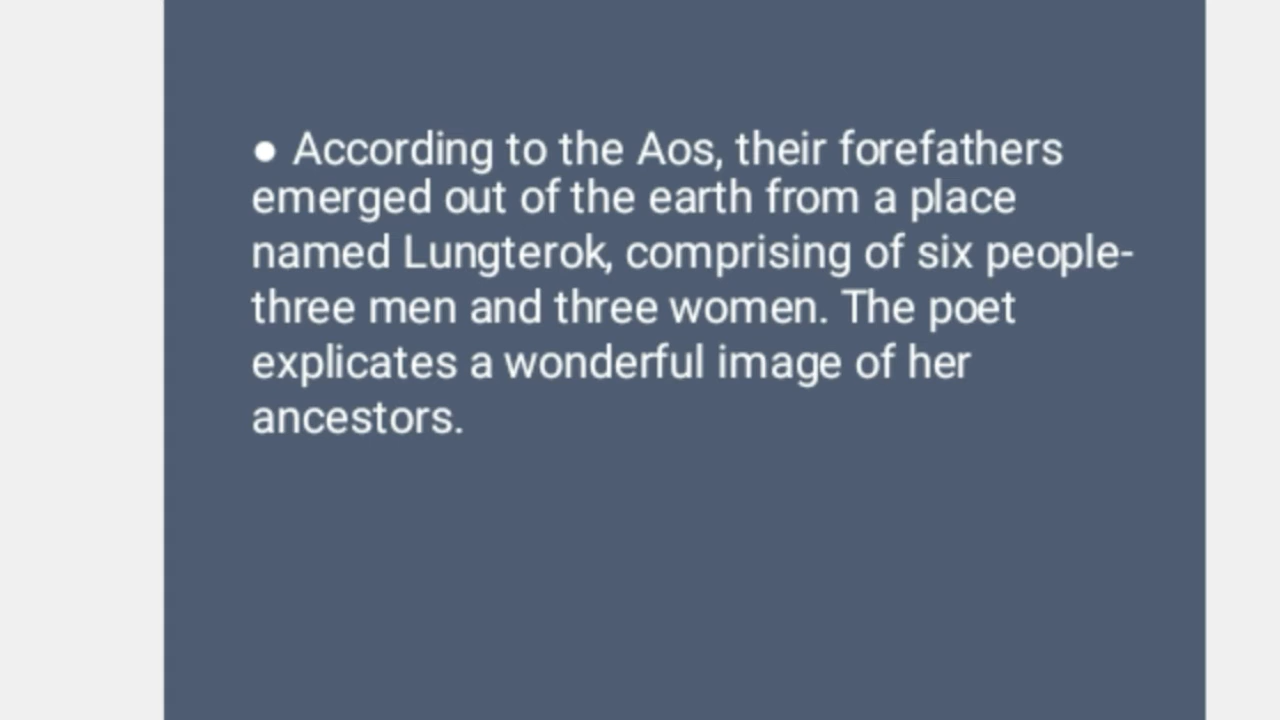 ● According to the Aos, their forefathers
emerged out of the earth from a place
named Lungterok, comprising of six people-
three men and three women. The poet
explicates a wonderful image of her
ancestors.